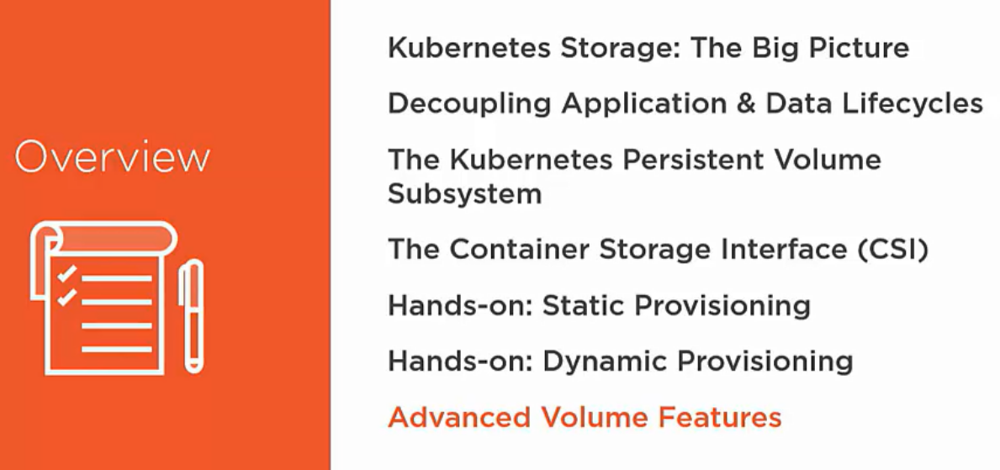 Overview
Kubernetes Storage: The Big Picture
Decoupling Application & Data Lifecycles
The Kubernetes Persistent Volume
Subsystem
The Container Storage Interface (CSI)
Hands-on: Static Provisioning
Hands-on: Dynamic Provisioning
Advanced Volume Features